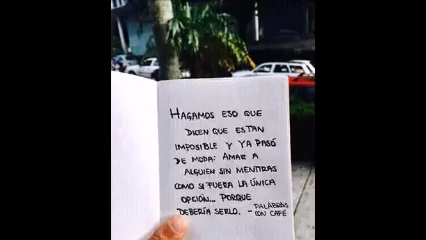 HAGAMOS ESO QUE
DICEN QUE ES TAN
IMPOSIBLE Y YA PASÓ
DE MODA: AMAR A
ALGUIEN SIN MENTIRAS
COMO SI FUERA LA ÚNICA
OPCIÓN... PORQUE
DEBERÍA SERLO. - PALABRAS
CON CAFÉ